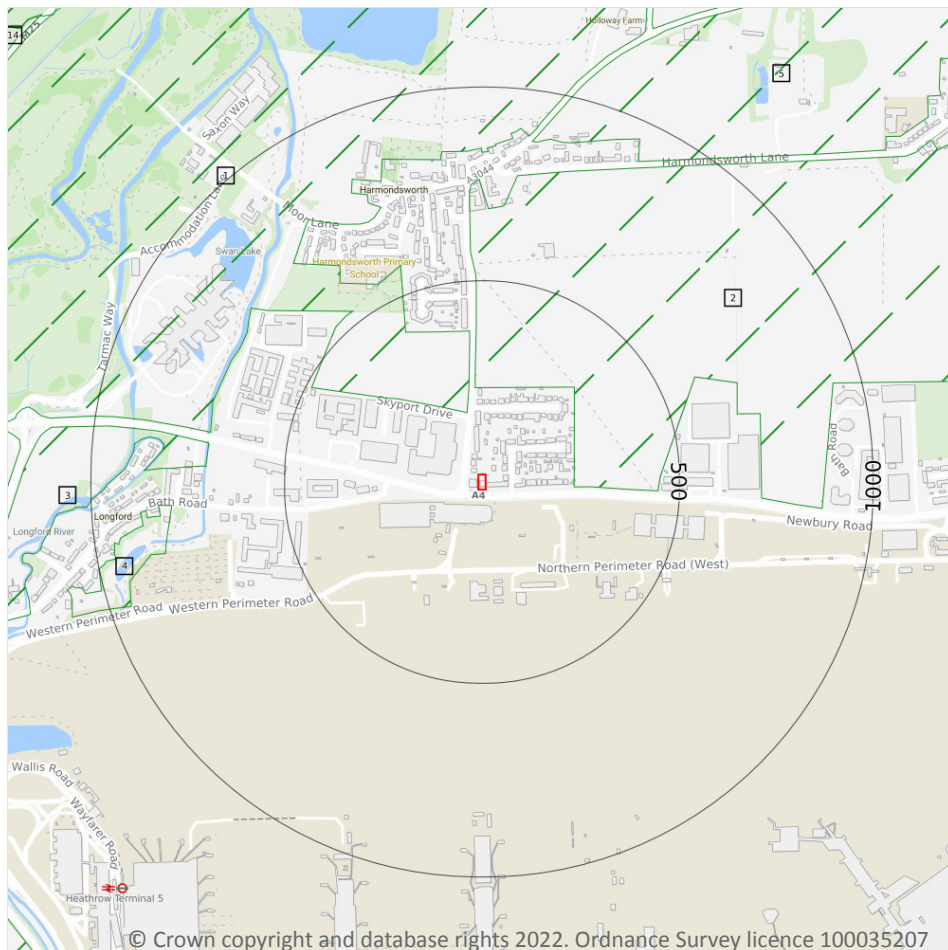 14
M25
Holloway Farm
5
Saxon Way
Harmondsworth Lane
A3044
Harmondsworth
1
Accommodation Lane
Moor Lane
Swan Lake
Harmondsworth Primary
School
2
Tarmac Way
Skyport Drive
Bath Road
500
1000
3
A4
Bath Road
Longford
Newbury Road
Longford River
4
Northern Perimeter Road (West)
Western Perimeter Road
Western Perimeter Road
Wallis Road
Wayfarer Road
Heathrow Terminal 5
© Crown copyright and database rights 2022. Ordnance Survey licence 100035207